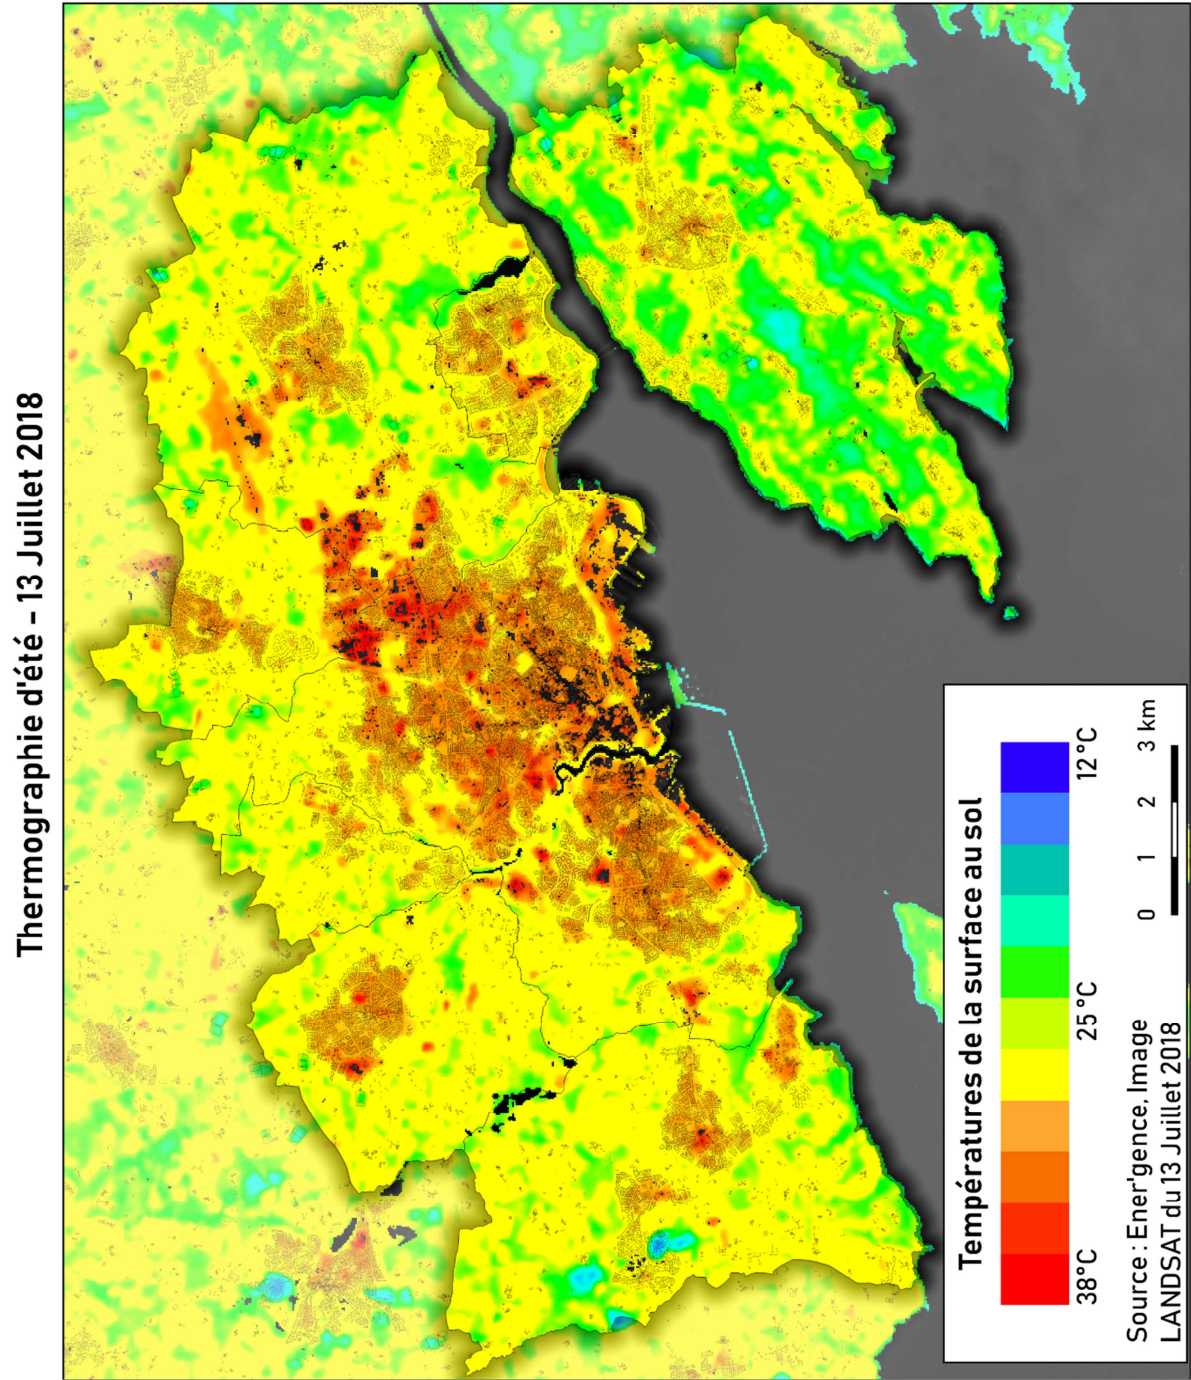 Thermographie d'été - 13 Juillet 2018
Températures de la surface au sol
38°C
25 °C
12°C
Source : Ener'gence, Image
LANDSAT du 13 Juillet 2018
0
1
2
3 km